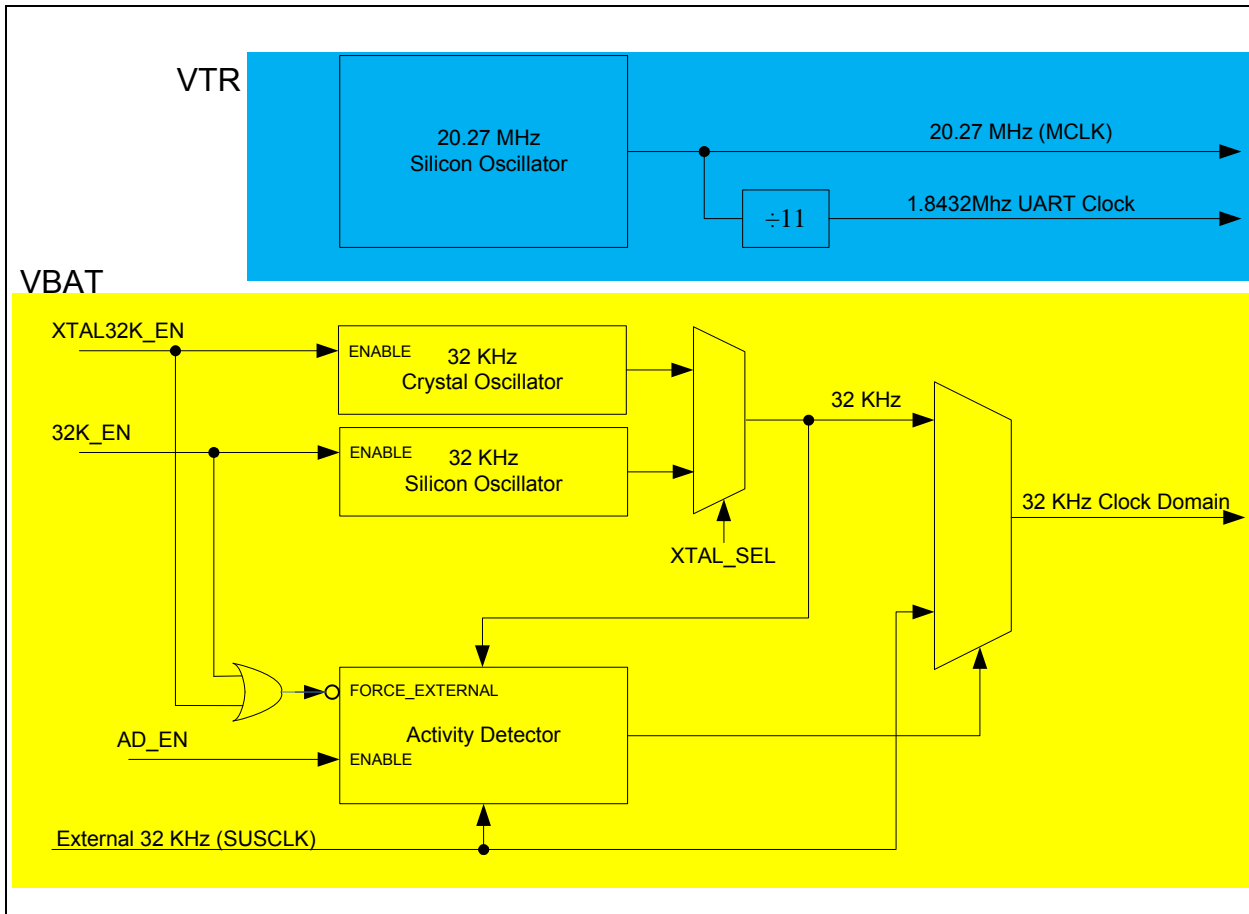 VTR
20.27 MHz
Silicon Oscillator
20.27 MHz (MCLK)
÷11
1.8432Mhz UART Clock
VBAT
XTAL32K_EN
ENABLE
32 KHz
Crystal Oscillator
32K_EN
ENABLE
32 KHz
Silicon Oscillator
XTAL_SEL
32 KHz
32 KHz Clock Domain
FORCE_EXTERNAL
Activity Detector
AD_EN
ENABLE
External 32 KHz (SUSCLK)